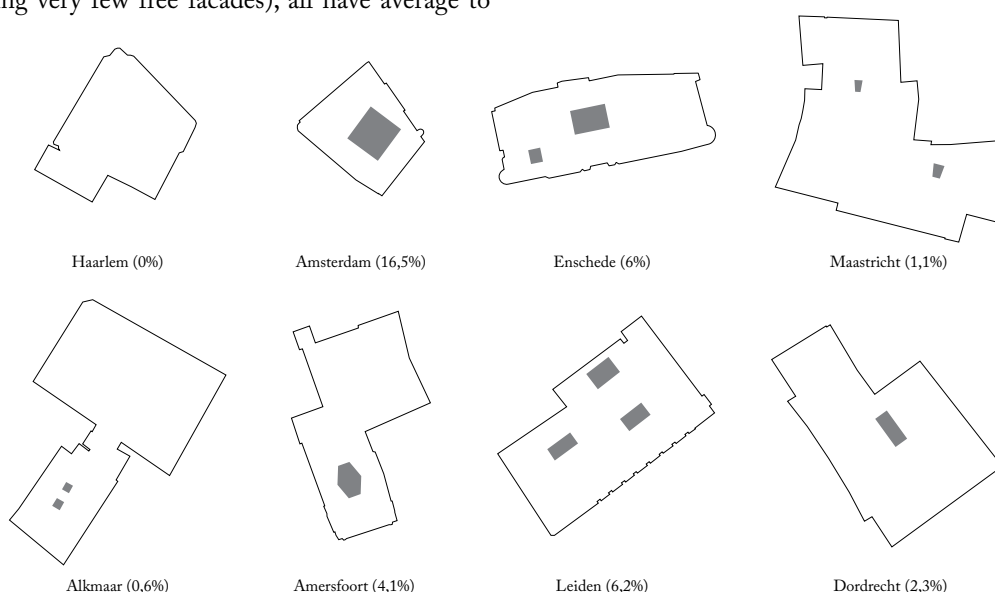 very few free facades), all have average to
Haarlem (0%)
Amsterdam (16,5%)
Enschede (6%)
Maastricht (1,1%)
Alkmaar (0,6%)
Amersfoort (4,1%)
Leiden (6,2%)
Dordrecht (2,3%)